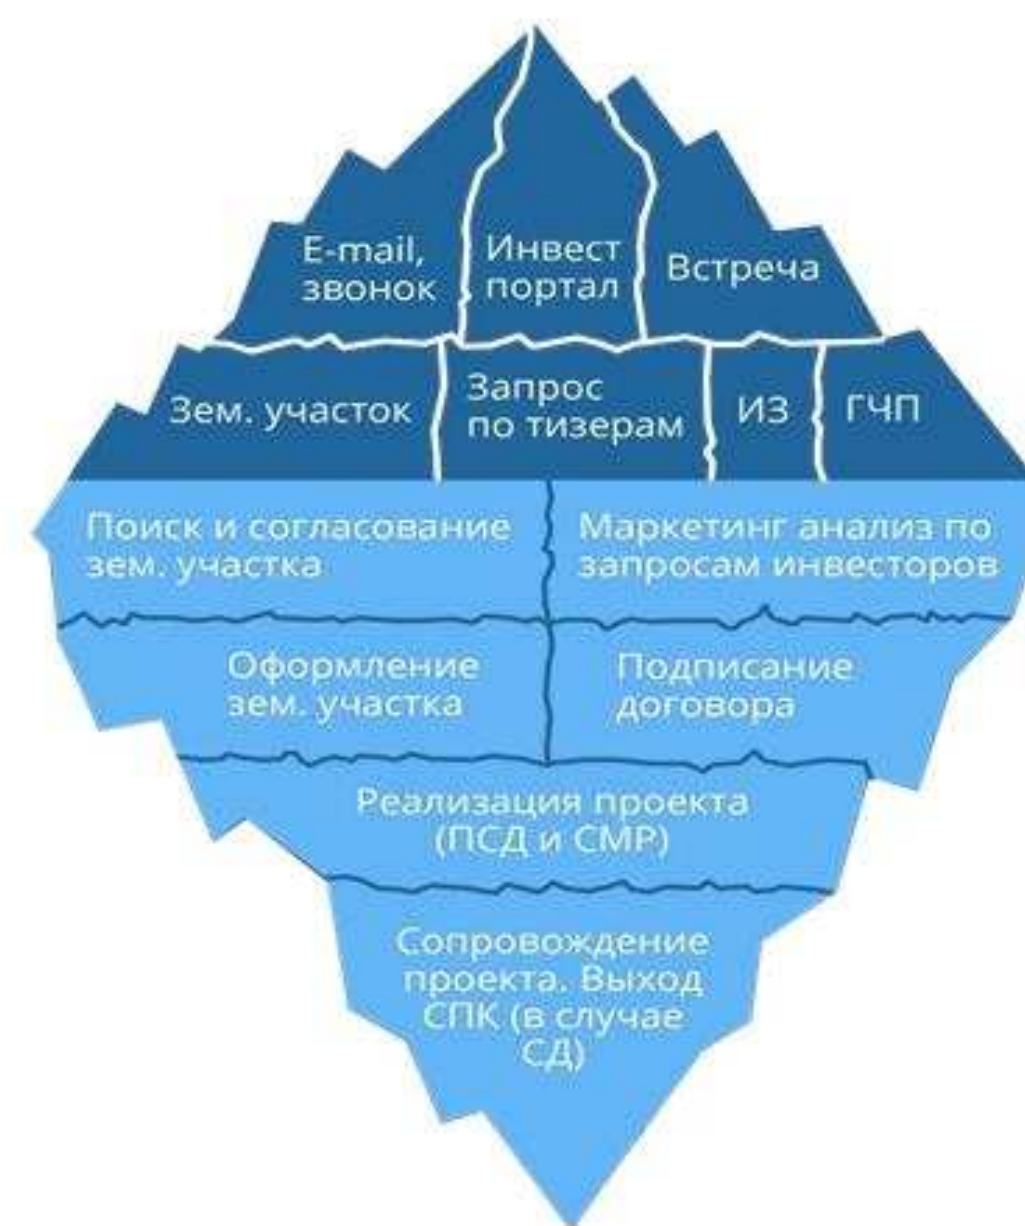 E-mail,
звонок
Инвест
портал
Встреча
Зем. участок
Запрос
по тизерам
ИЗ
ГЧП
Поиск и согласование
зем. участка
Маркетинг анализ по
запросам инвесторов
Оформление
зем. участка
Подписание
договора
Реализация проекта
(ПСД и СМР)
Сопровождение
проекта. Выход
СПК (в случае
СД)